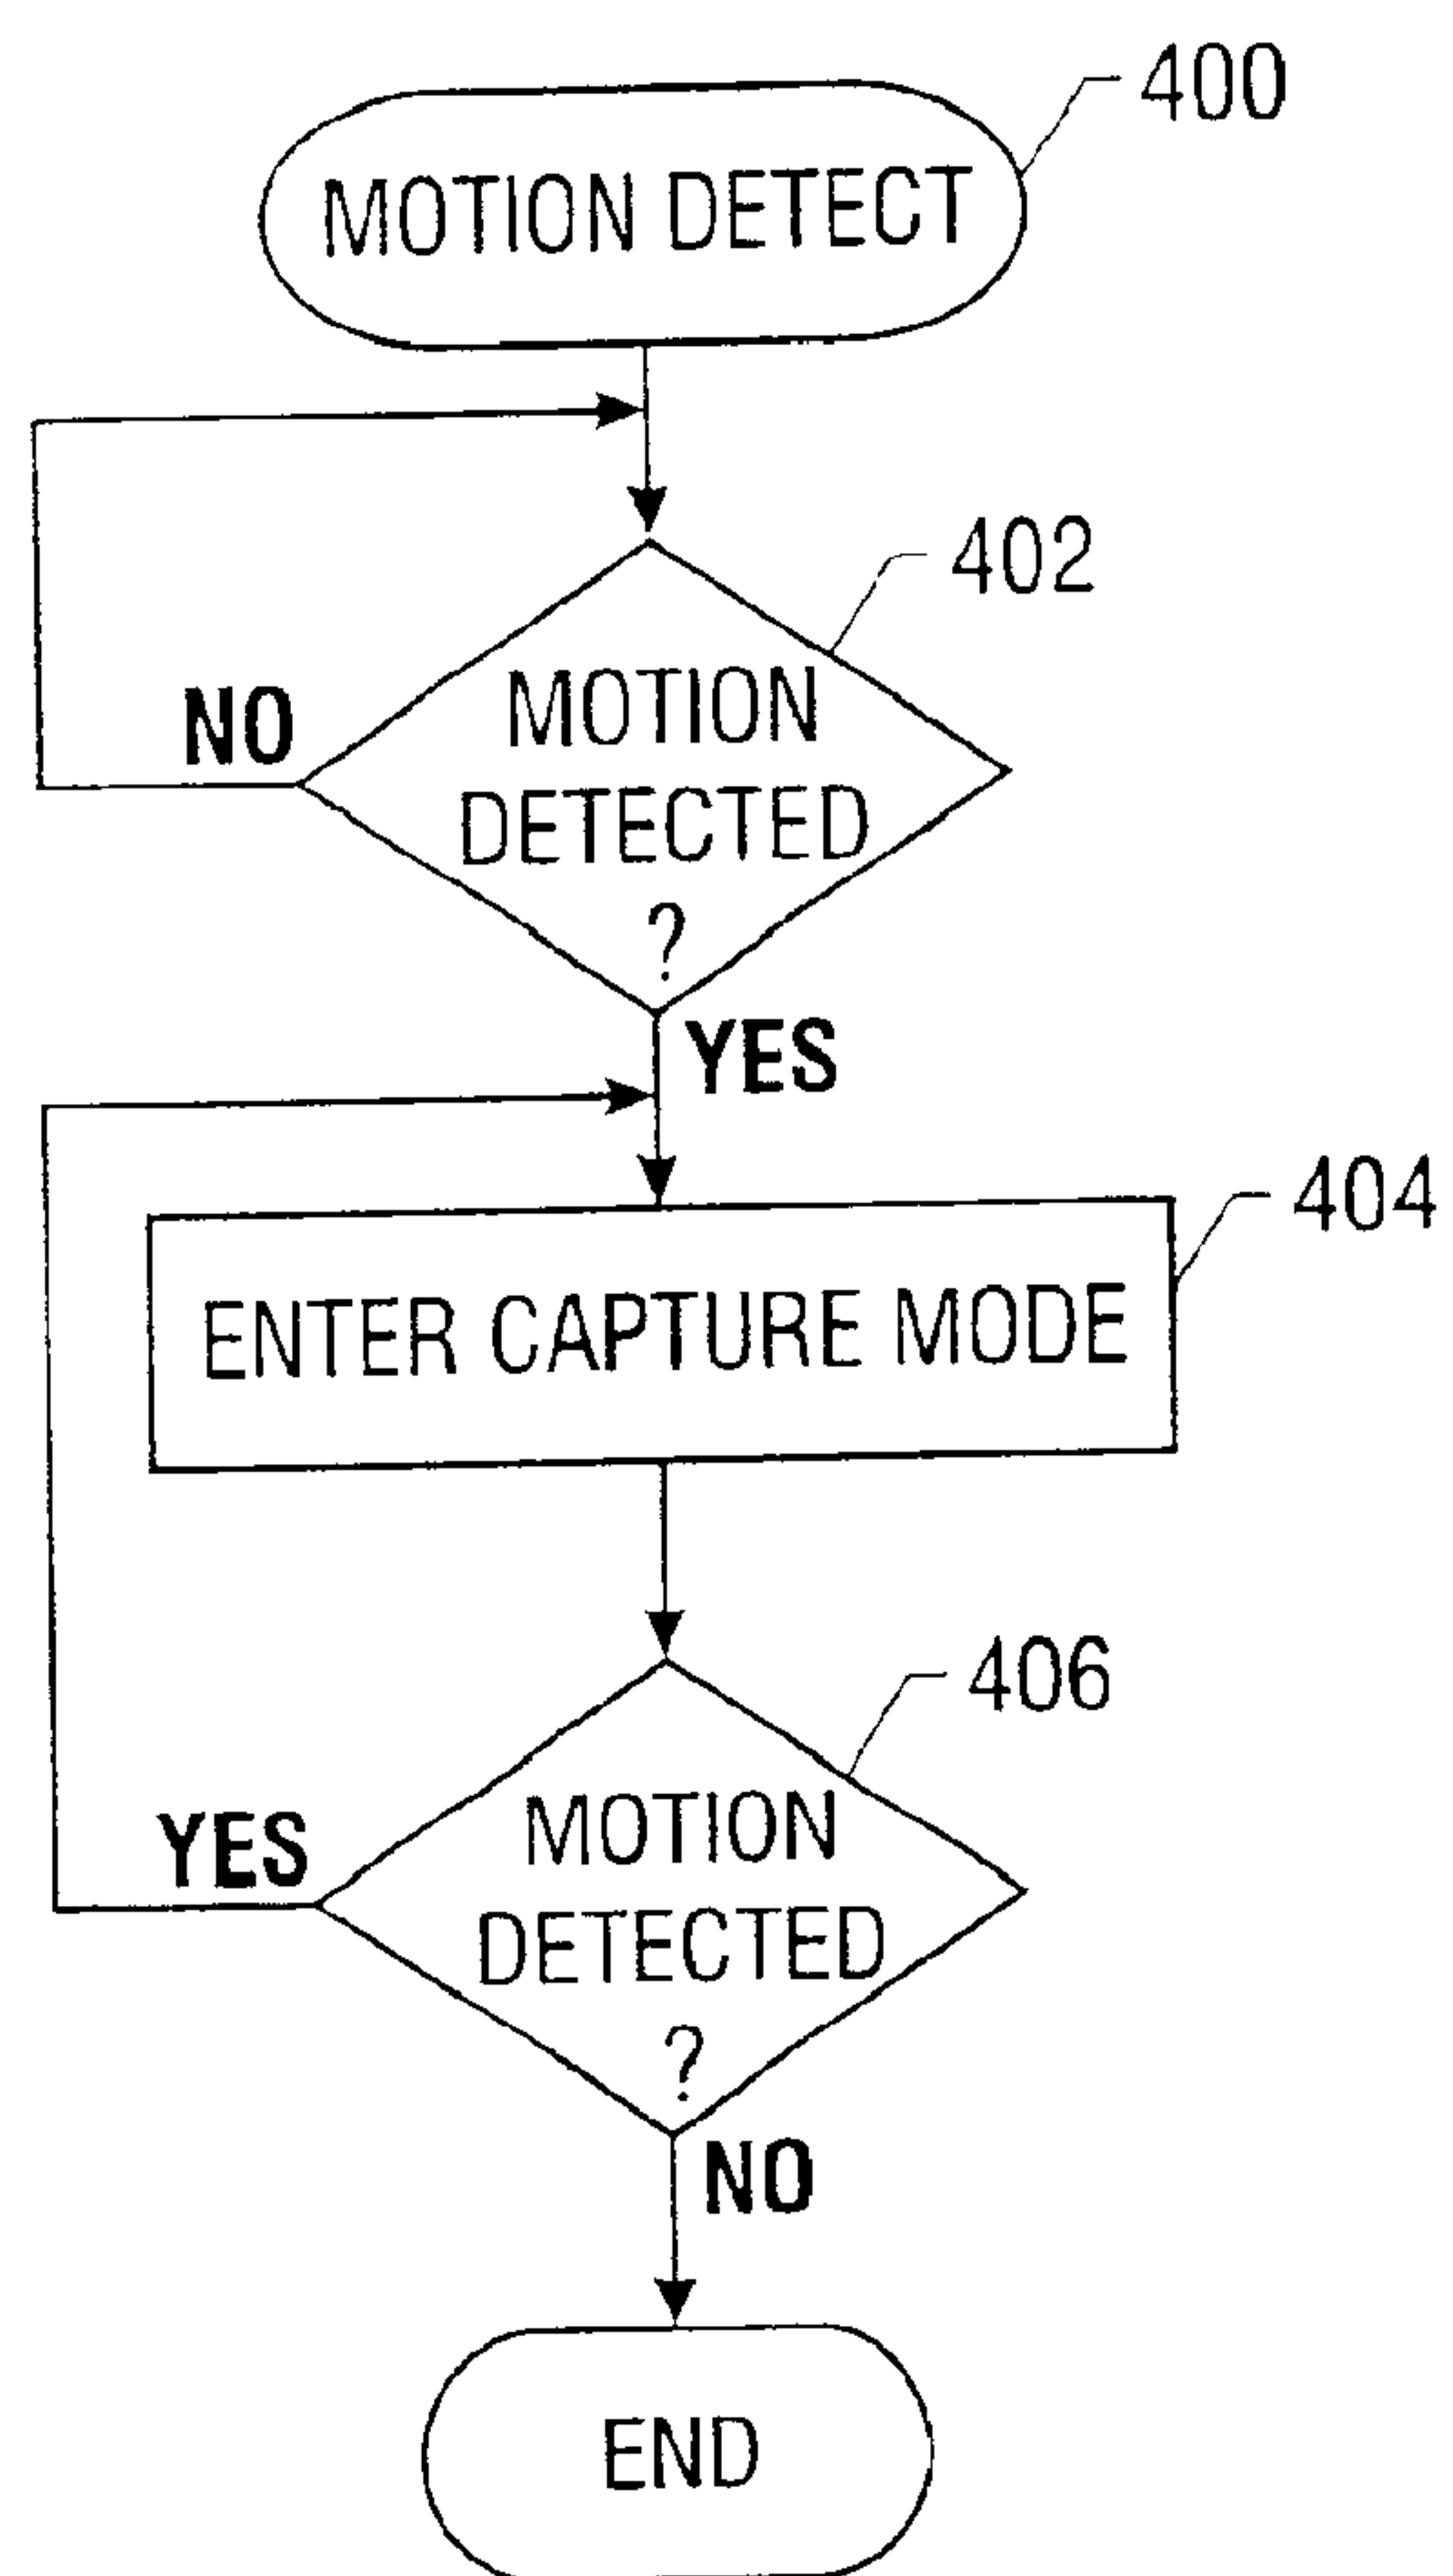 400
MOTION DETECT
402
MOTION
DETECTED
?
NO
YES
404
ENTER CAPTURE MODE
406
MOTION
DETECTED
?
YES
NO
END